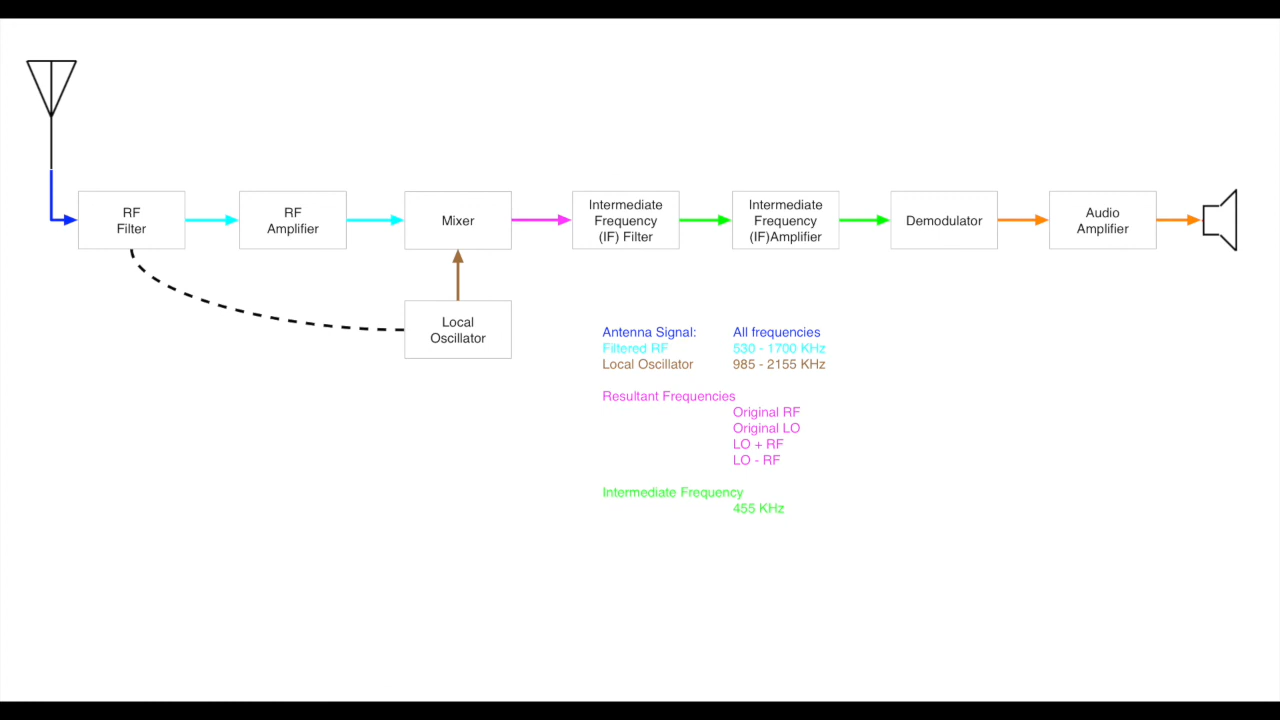 RF
Filter
RF
Amplifier
Mixer
Intermediate
Frequency
(IF) Filter
Intermediate
Frequency
(IF)Amplifier
Demodulator
Audio
Amplifier
Local
Oscillator
Antenna Signal: All frequencies
Filtered RF 530 - 1700 KHz
Local Oscillator 985 - 2155 KHz
Resultant Frequencies
Original RF
Original LO
LO + RF
LO - RF
Intermediate Frequency
455 KHz